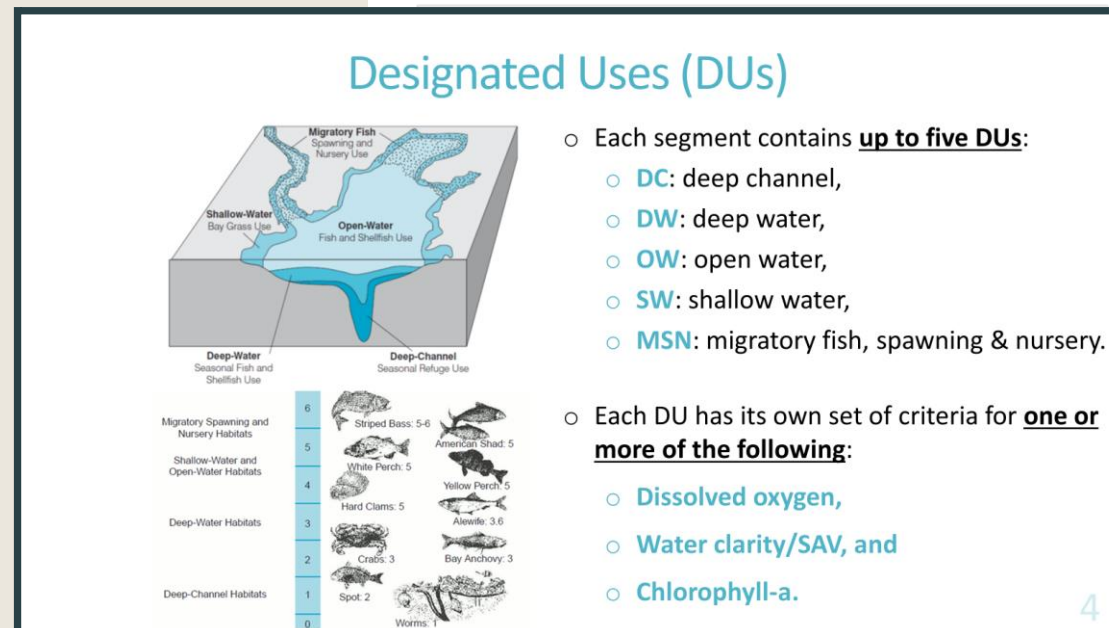 Designated Uses (DUs)
Migratory Fish
Spawning and
Nursery Use
Shallow-Water
Bay Grass Use
Open-Water
Fish and Shellfish Use
Deep-Water
Seasonal Fish and
Shellfish Use
Deep-Channel
Seasonal Refuge Use
Migratory Spawning and
Nursery Habitats
Shallow-Water and
Open-Water Habitats
Deep-Water Habitats
Deep-Channel Habitats
6
5
4
3
2
1
0
Striped Bass: 5-6
American Shad: 5
White Perch: 5
Yellow Perch: 5
Hard Clams: 5
Alewife: 3.6
Crabs: 3
Bay Anchovy: 3
Spot: 2
Worms: 1
○ Each segment contains up to five DUs:
○ DC: deep channel,
○ DW: deep water,
○ OW: open water,
○ SW: shallow water,
○ MSN: migratory fish, spawning & nursery.
○ Each DU has its own set of criteria for one or
more of the following:
○ Dissolved oxygen,
○ Water clarity/SAV, and
○ Chlorophyll-a.
4